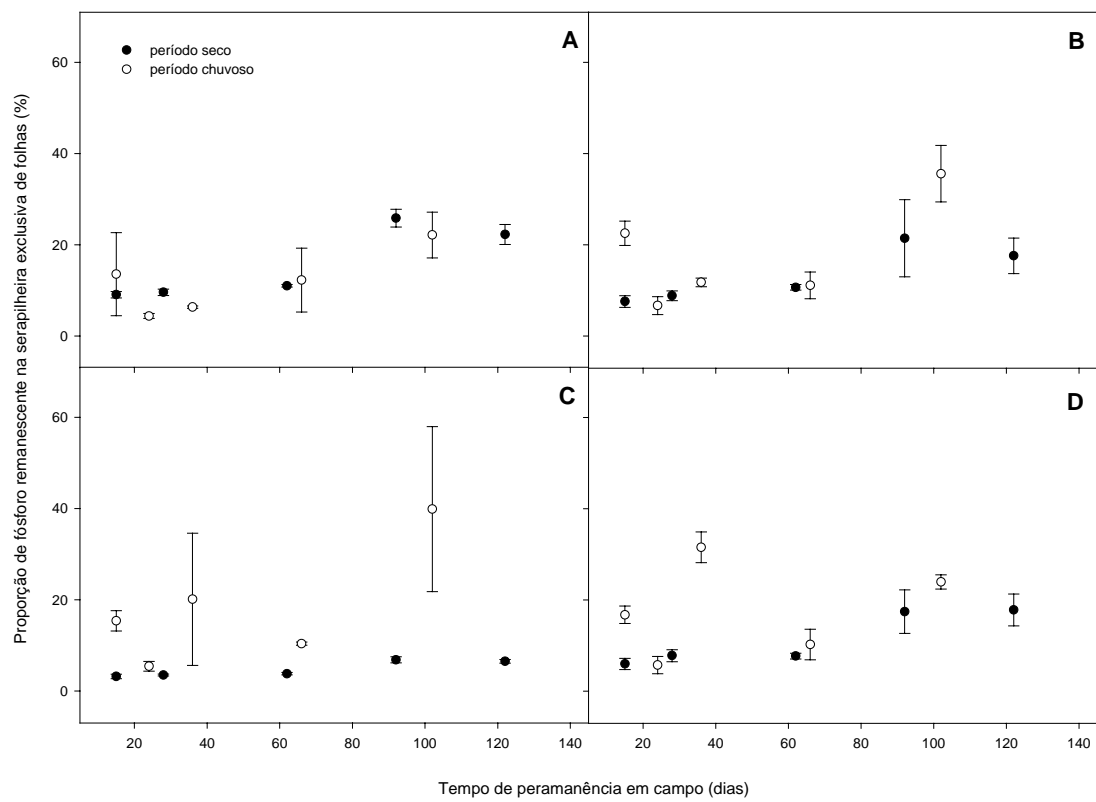 Proporção de fósforo remanescente na serapilheira exclusiva de folhas (%)
A
período seco
período chuvoso
60
40
20
0
B
C
60
40
20
0
20 40 60 80 100 120 140
D
20 40 60 80 100 120 140
Tempo de peramanência em campo (dias)